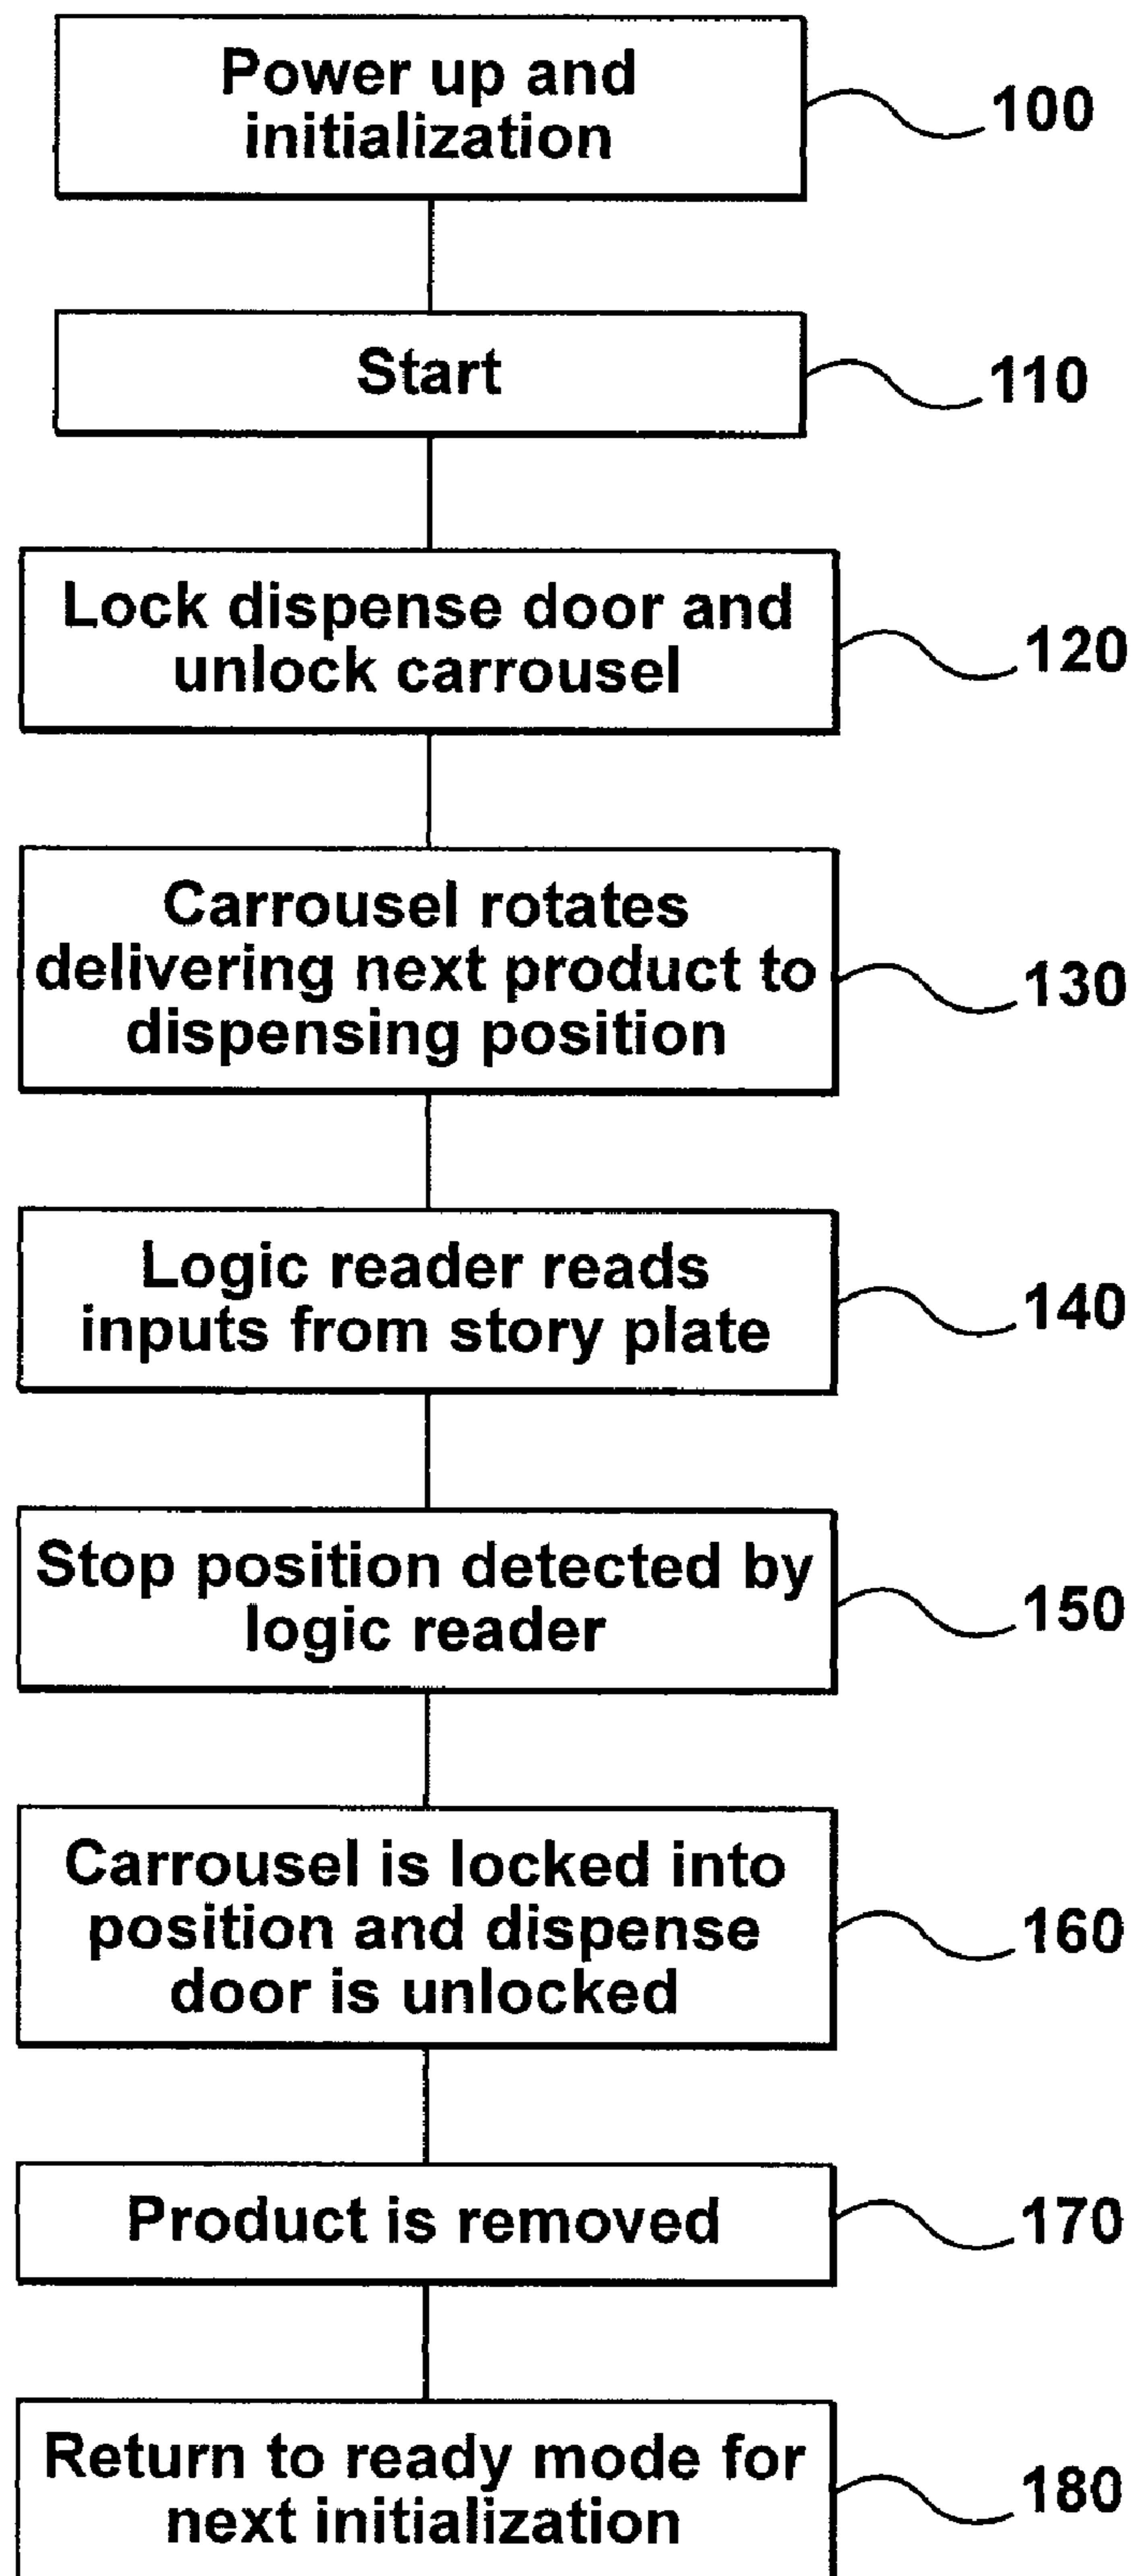 Power up and
initialization
100
Start
110
Lock dispense door and
unlock carrousel
120
Carrousel rotates
delivering next product to
dispensing position
130
Logic reader reads
inputs from story plate
140
Stop position detected by
logic reader
150
Carrousel is locked into
position and dispense
door is unlocked
160
Product is removed
170
Return to ready mode for
next initialization
180